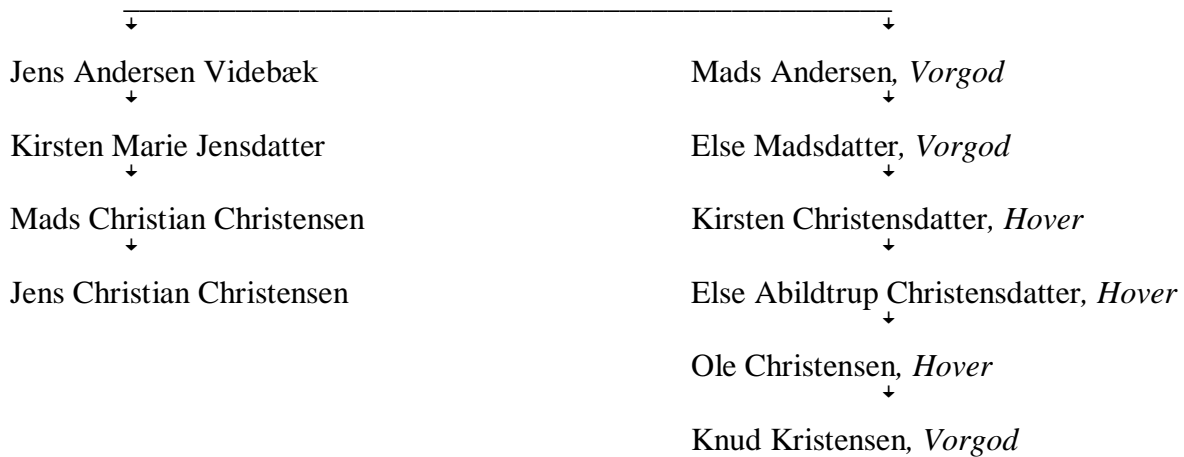 Jens Andersen Videbæk
Mads Andersen, Vorgod
Kirsten Marie Jensdatter
Else Madsdatter, Vorgod
Mads Christian Christensen
Kirsten Christensdatter, Hover
Jens Christian Christensen
Else Abildtrup Christensdatter, Hover
Ole Christensen, Hover
Knud Kristensen, Vorgod